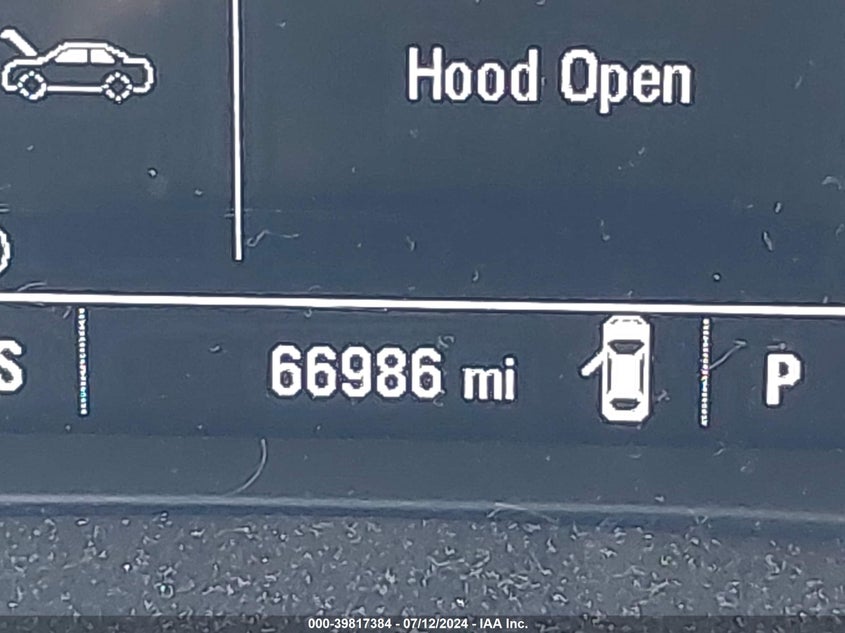 Hood Open
S
66986 mi
P
000-39817384 - 07/12/2024 - IAA Inc.